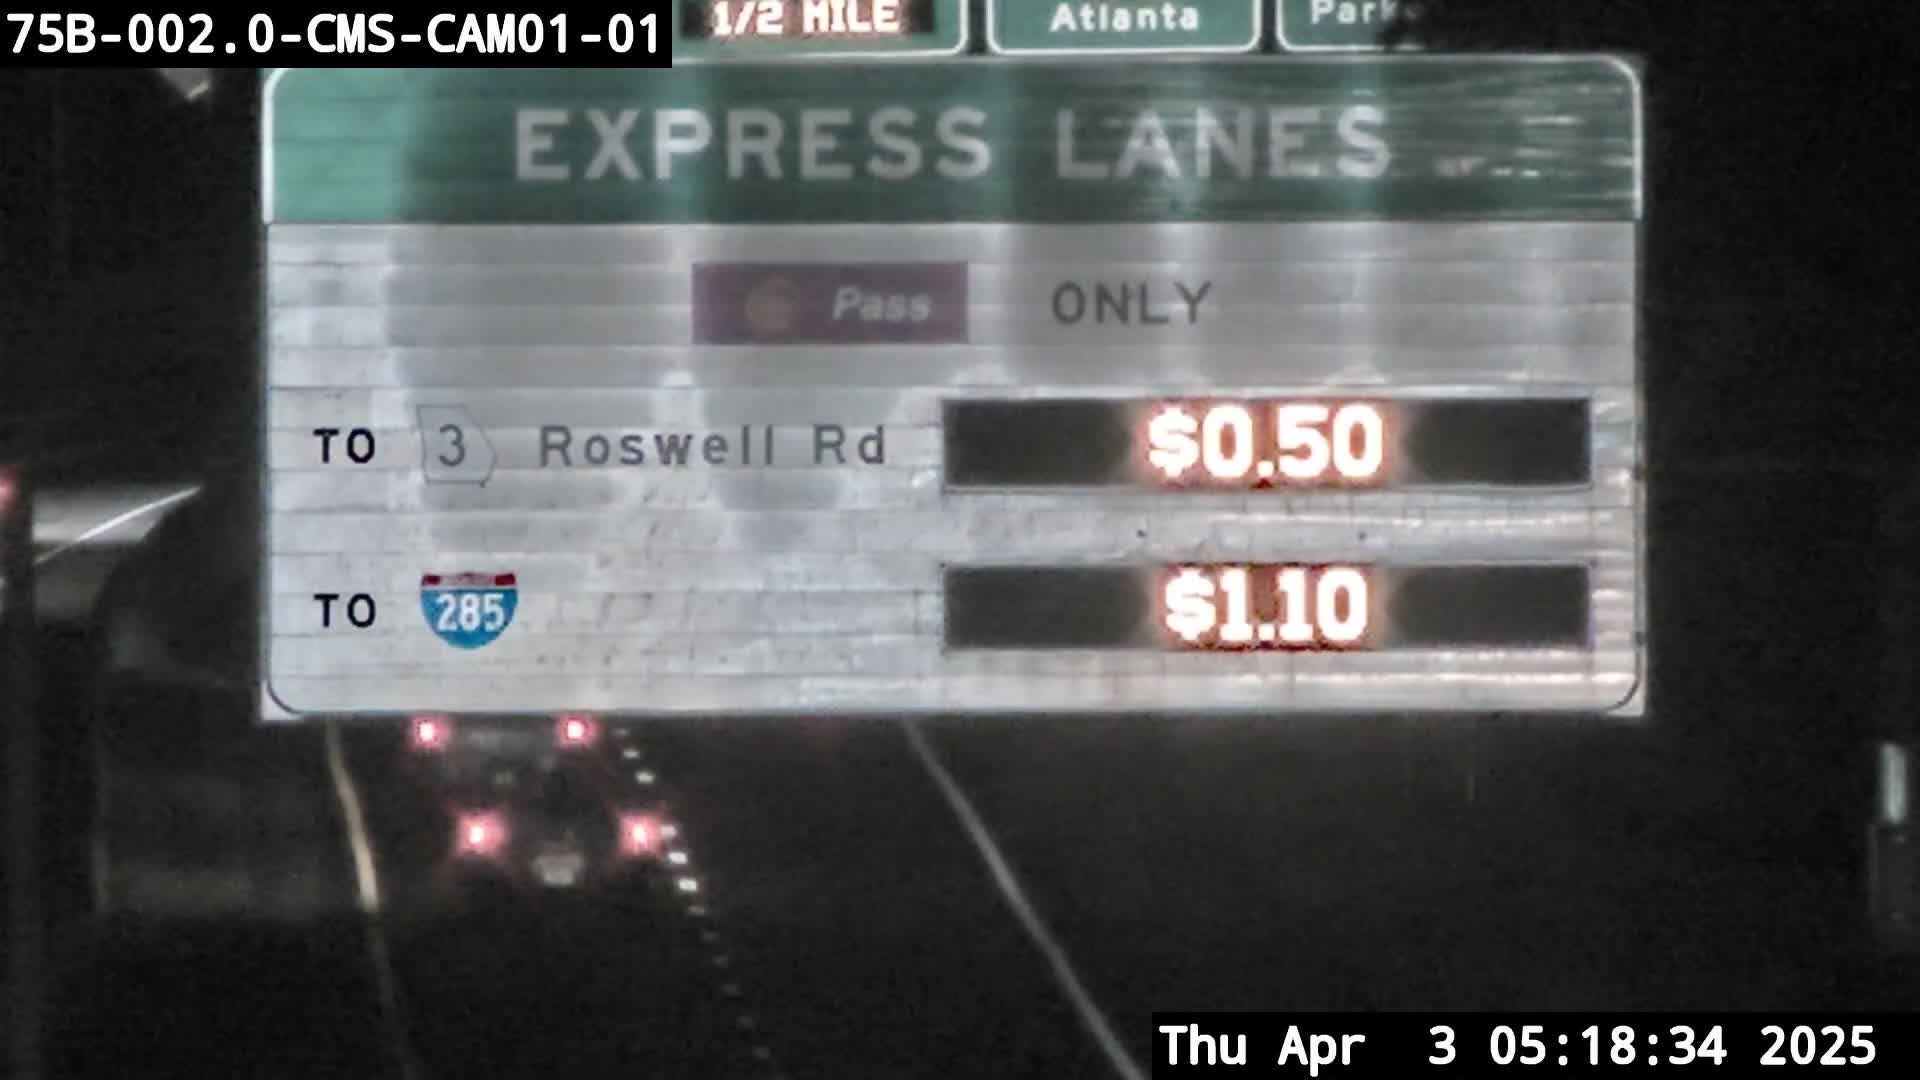 75B-002.0-CMS-CAM01-01
1/2 MILE
Atlanta
EXPRESS LANES
Pass ONLY
TO 3 Roswell Rd $0.50
TO 285 $1.10
Thu Apr 3 05:18:34 2025